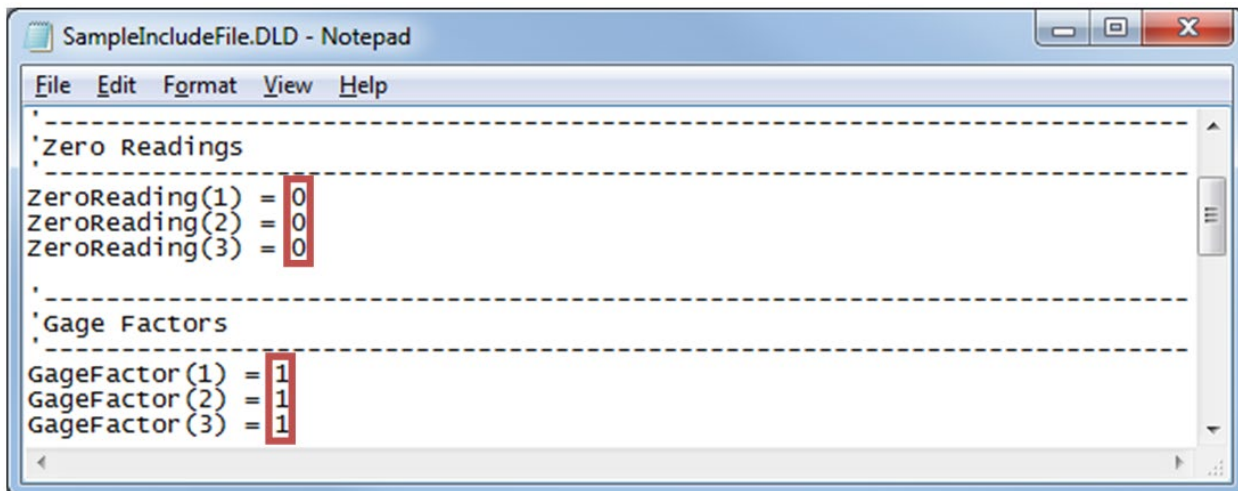 SampleIncludeFile.DLD - Notepad
File Edit Format View Help
'--------------------------------------------------------------------------
'Zero Readings
'--------------------------------------------------------------------------
ZeroReading(1) = 0
ZeroReading(2) = 0
ZeroReading(3) = 0
'--------------------------------------------------------------------------
'Gage Factors
'--------------------------------------------------------------------------
GageFactor(1) = 1
GageFactor(2) = 1
GageFactor(3) = 1